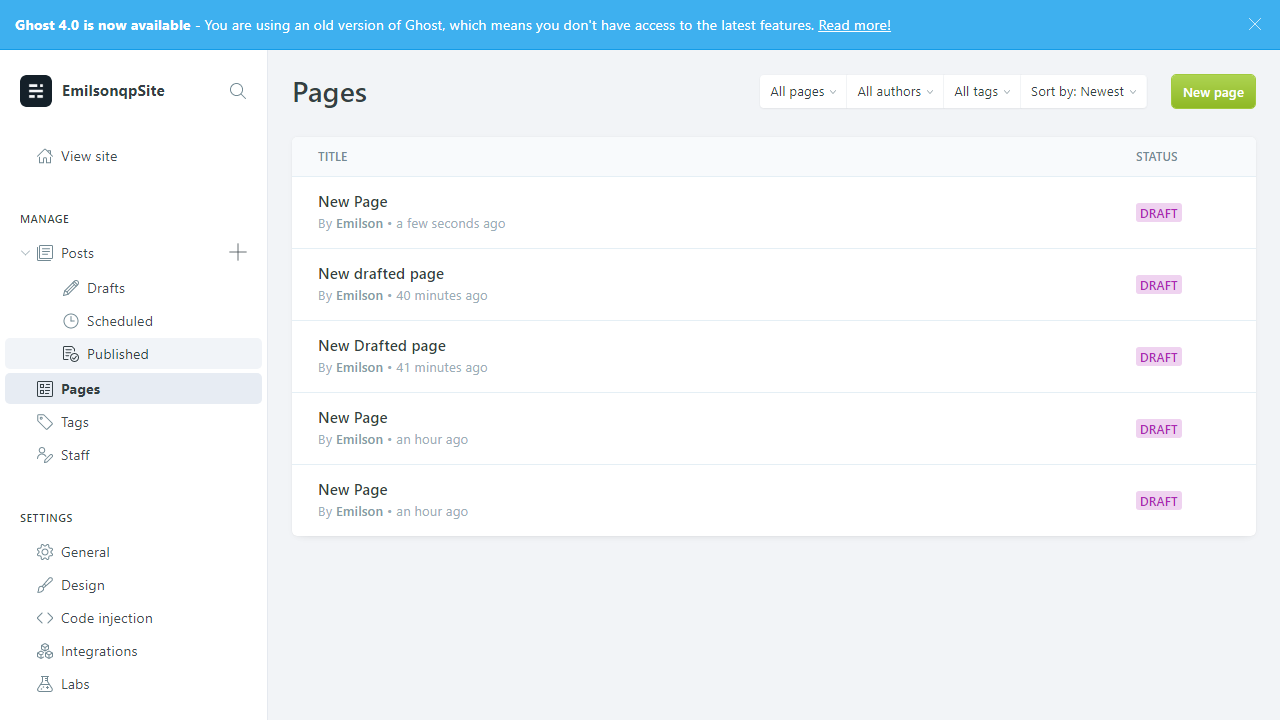 Ghost 4.0 is now available - You are using an old version of Ghost, which means you don't have access to the latest features. Read more!
EmilsonqpSite
View site
MANAGE
Posts
Drafts
Scheduled
Published
Pages
Tags
Staff
SETTINGS
General
Design
Code injection
Integrations
Labs
Pages
All pages
All authors
All tags
Sort by: Newest
New page
TITLE STATUS
New Page
By Emilson • a few seconds ago
DRAFT
New drafted page
By Emilson • 40 minutes ago
DRAFT
New Drafted page
By Emilson • 41 minutes ago
DRAFT
New Page
By Emilson • an hour ago
DRAFT
New Page
By Emilson • an hour ago
DRAFT